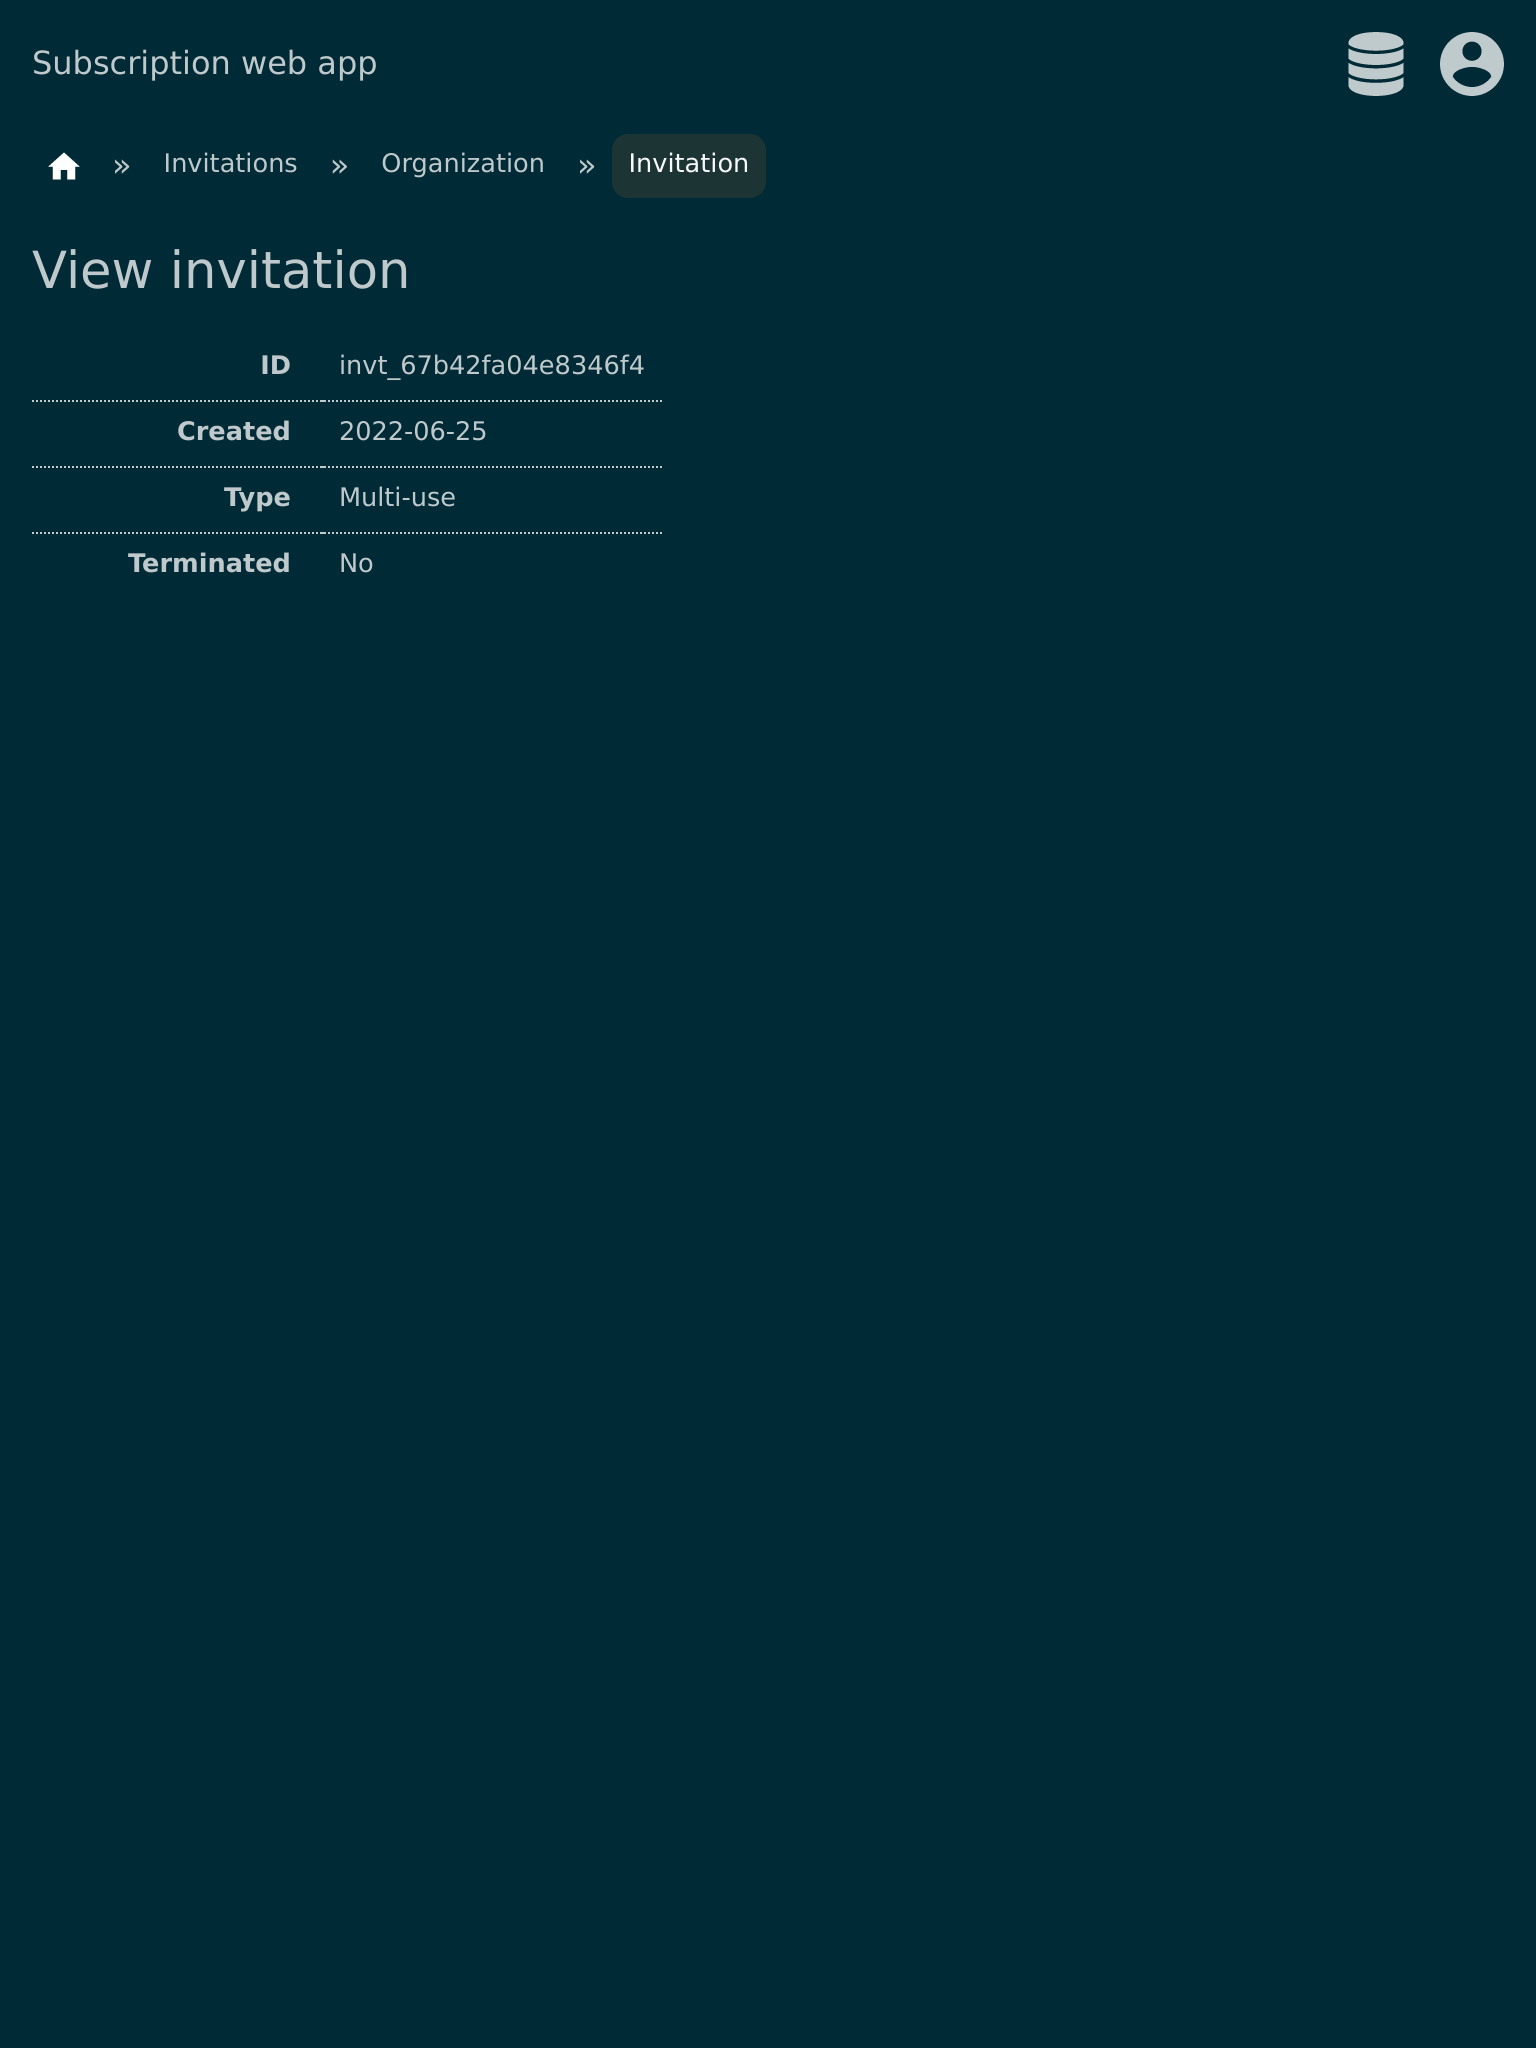 Subscription web app
» Invitations » Organization » Invitation
View invitation
ID invt_67b42fa04e8346f4
Created 2022-06-25
Type Multi-use
Terminated No